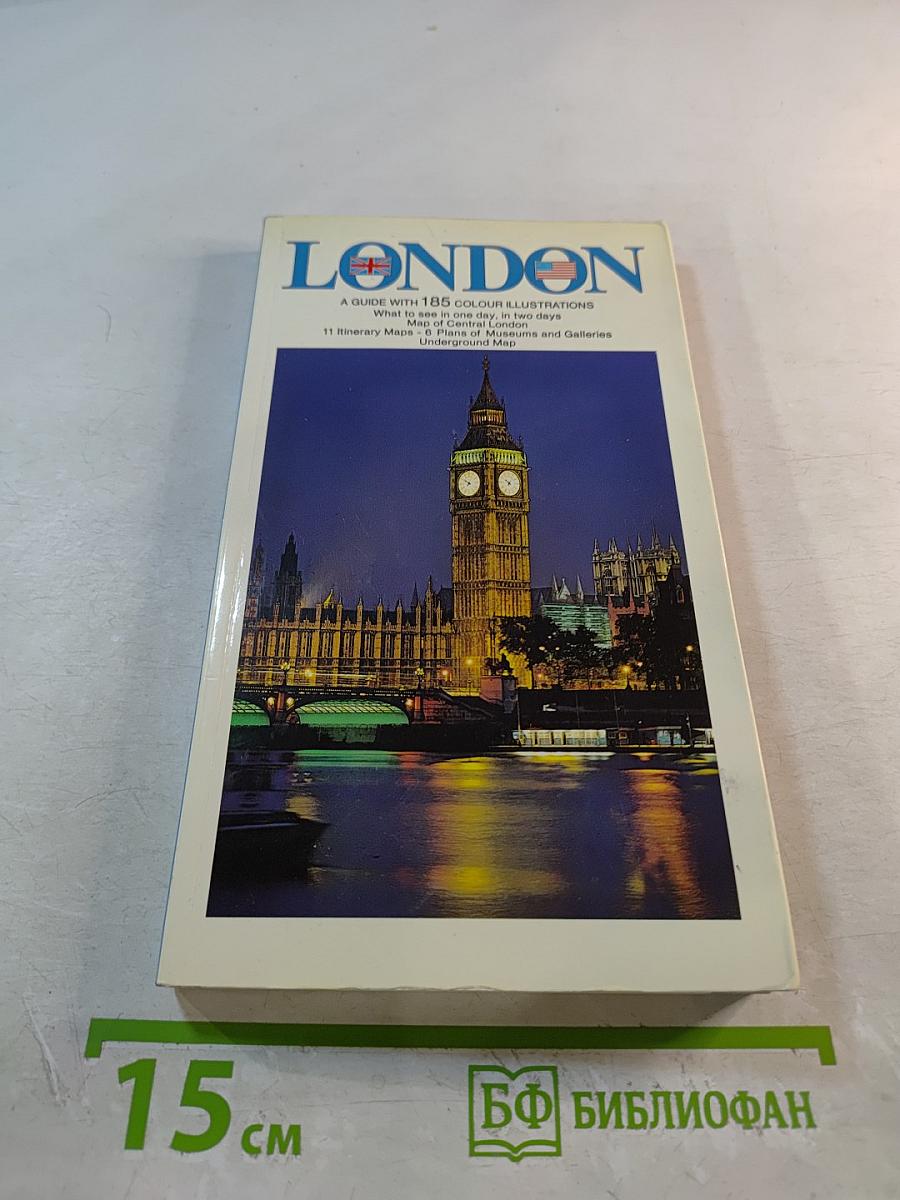 LONDON
A GUIDE WITH 185 COLOUR ILLUSTRATIONS
What to see in one day, in two days
Map of Central London
11 Itinerary Maps - 6 Plans of Museums and Galleries
Underground Map
15 см
БФ БИБЛИОФАН